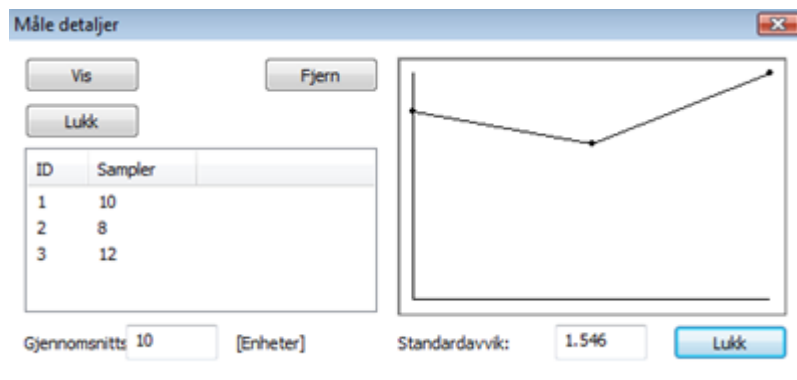 Måle detaljer
Vis
Fjern
Lukk
ID Sampler
1 10
2 8
3 12
Gjennomsnitts 10 [Enheter]
Standardavvik: 1.546 Lukk